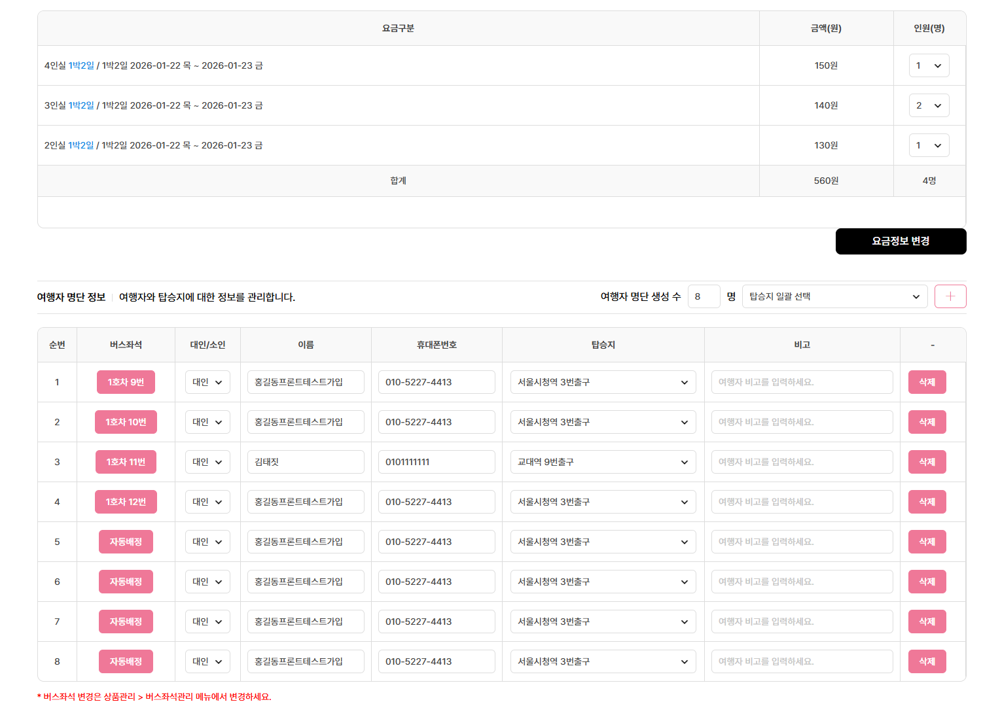 요금구분 금액(원) 인원(명)
4인실 1박2일 / 1박2일 2026-01-22 목 ~ 2026-01-23 금 150원 1
3인실 1박2일 / 1박2일 2026-01-22 목 ~ 2026-01-23 금 140원 2
2인실 1박2일 / 1박2일 2026-01-22 목 ~ 2026-01-23 금 130원 1
합계 560원 4명
요금정보 변경
여행자 명단 정보 여행자와 탑승지에 대한 정보를 관리합니다. 여행자 명단 생성 수 8 명 탑승지 일괄 선택 +
순번 버스좌석 대인/소인 이름 휴대폰번호 탑승지 비고 -
1 1호차 9번 대인 홍길동프론트테스트가입 010-5227-4413 서울시청역 3번출구 여행자 비고를 입력하세요. 삭제
2 1호차 10번 대인 홍길동프론트테스트가입 010-5227-4413 서울시청역 3번출구 여행자 비고를 입력하세요. 삭제
3 1호차 11번 대인 김태짓 0101111111 교대역 9번출구 여행자 비고를 입력하세요. 삭제
4 1호차 12번 대인 홍길동프론트테스트가입 010-5227-4413 서울시청역 3번출구 여행자 비고를 입력하세요. 삭제
5 자동배정 대인 홍길동프론트테스트가입 010-5227-4413 서울시청역 3번출구 여행자 비고를 입력하세요. 삭제
6 자동배정 대인 홍길동프론트테스트가입 010-5227-4413 서울시청역 3번출구 여행자 비고를 입력하세요. 삭제
7 자동배정 대인 홍길동프론트테스트가입 010-5227-4413 서울시청역 3번출구 여행자 비고를 입력하세요. 삭제
8 자동배정 대인 홍길동프론트테스트가입 010-5227-4413 서울시청역 3번출구 여행자 비고를 입력하세요. 삭제
* 버스좌석 변경은 상품관리 > 버스좌석관리 메뉴에서 변경하세요.